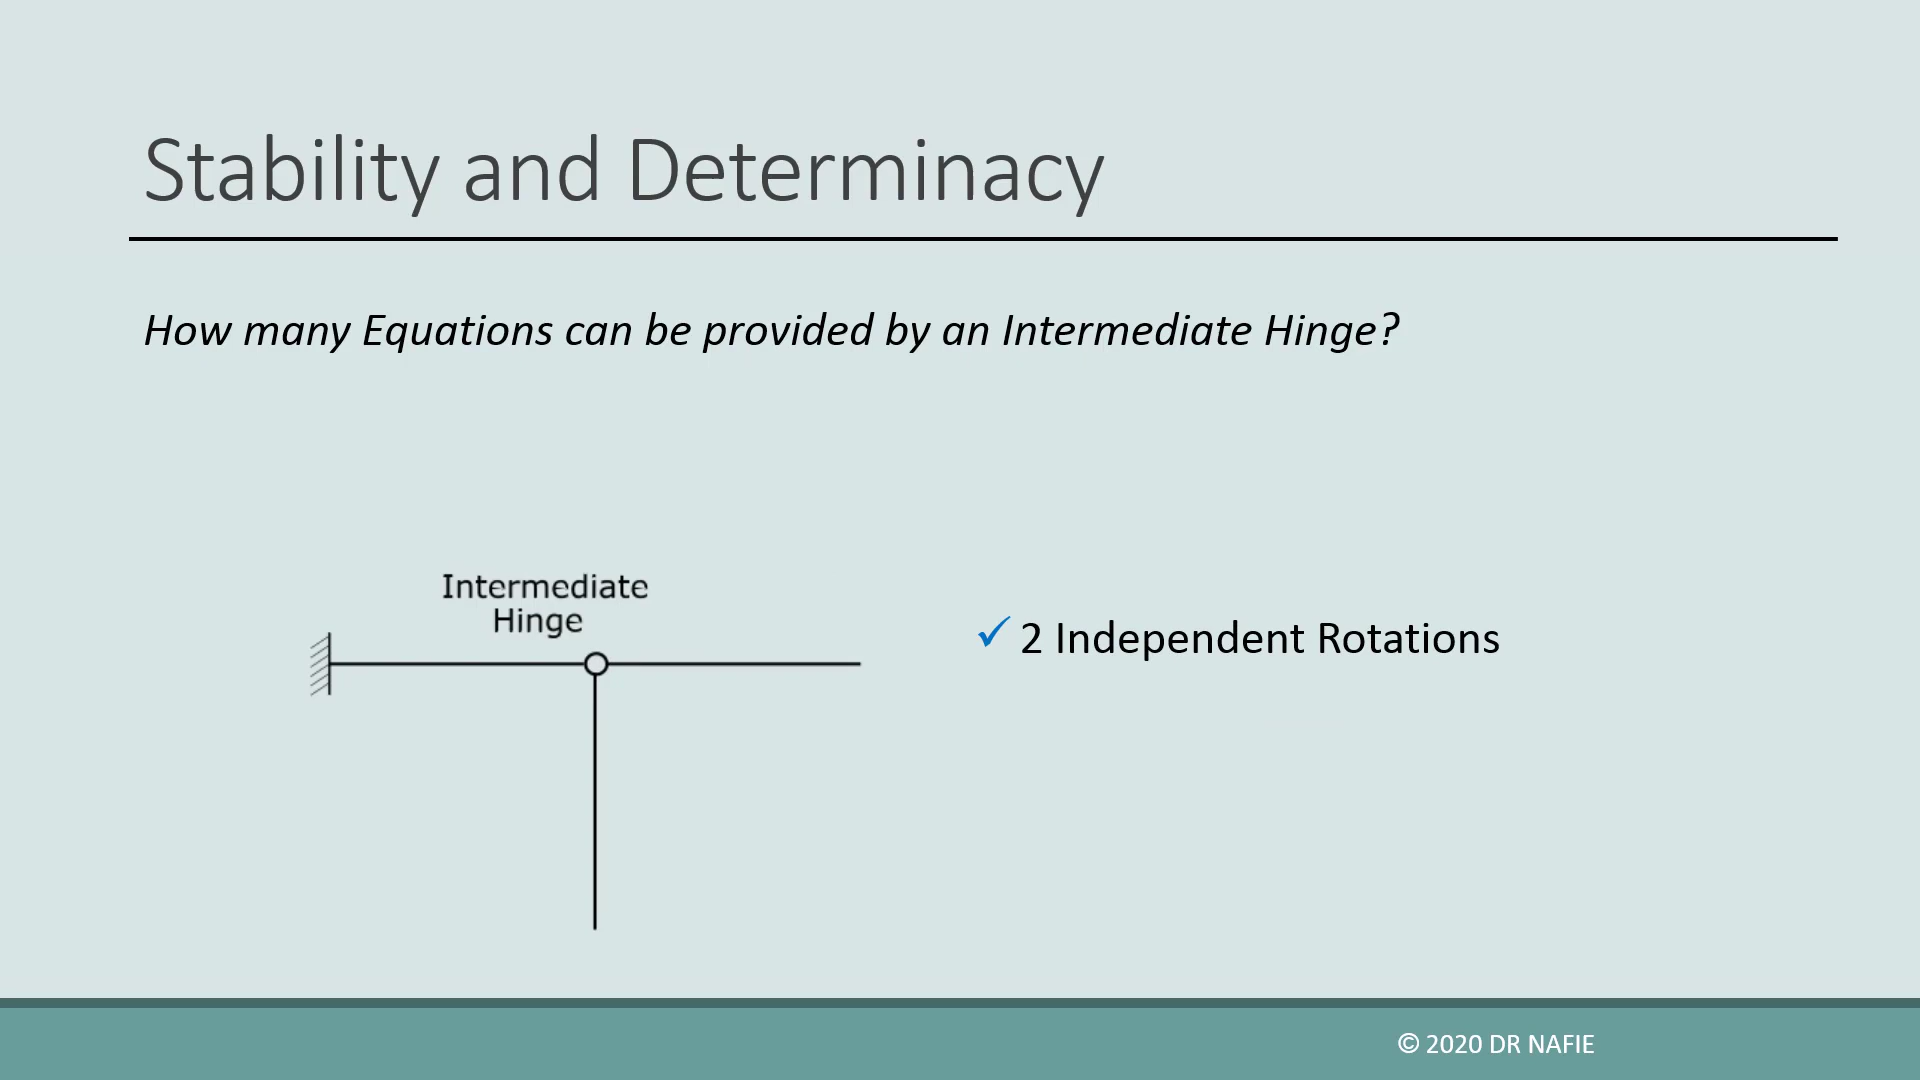 Stability and Determinacy
How many Equations can be provided by an Intermediate Hinge?
Intermediate
Hinge
✓ 2 Independent Rotations
© 2020 DR NAFIE